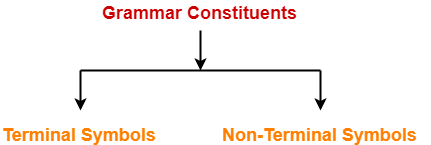 Grammar Constituents
Terminal Symbols
Non-Terminal Symbols